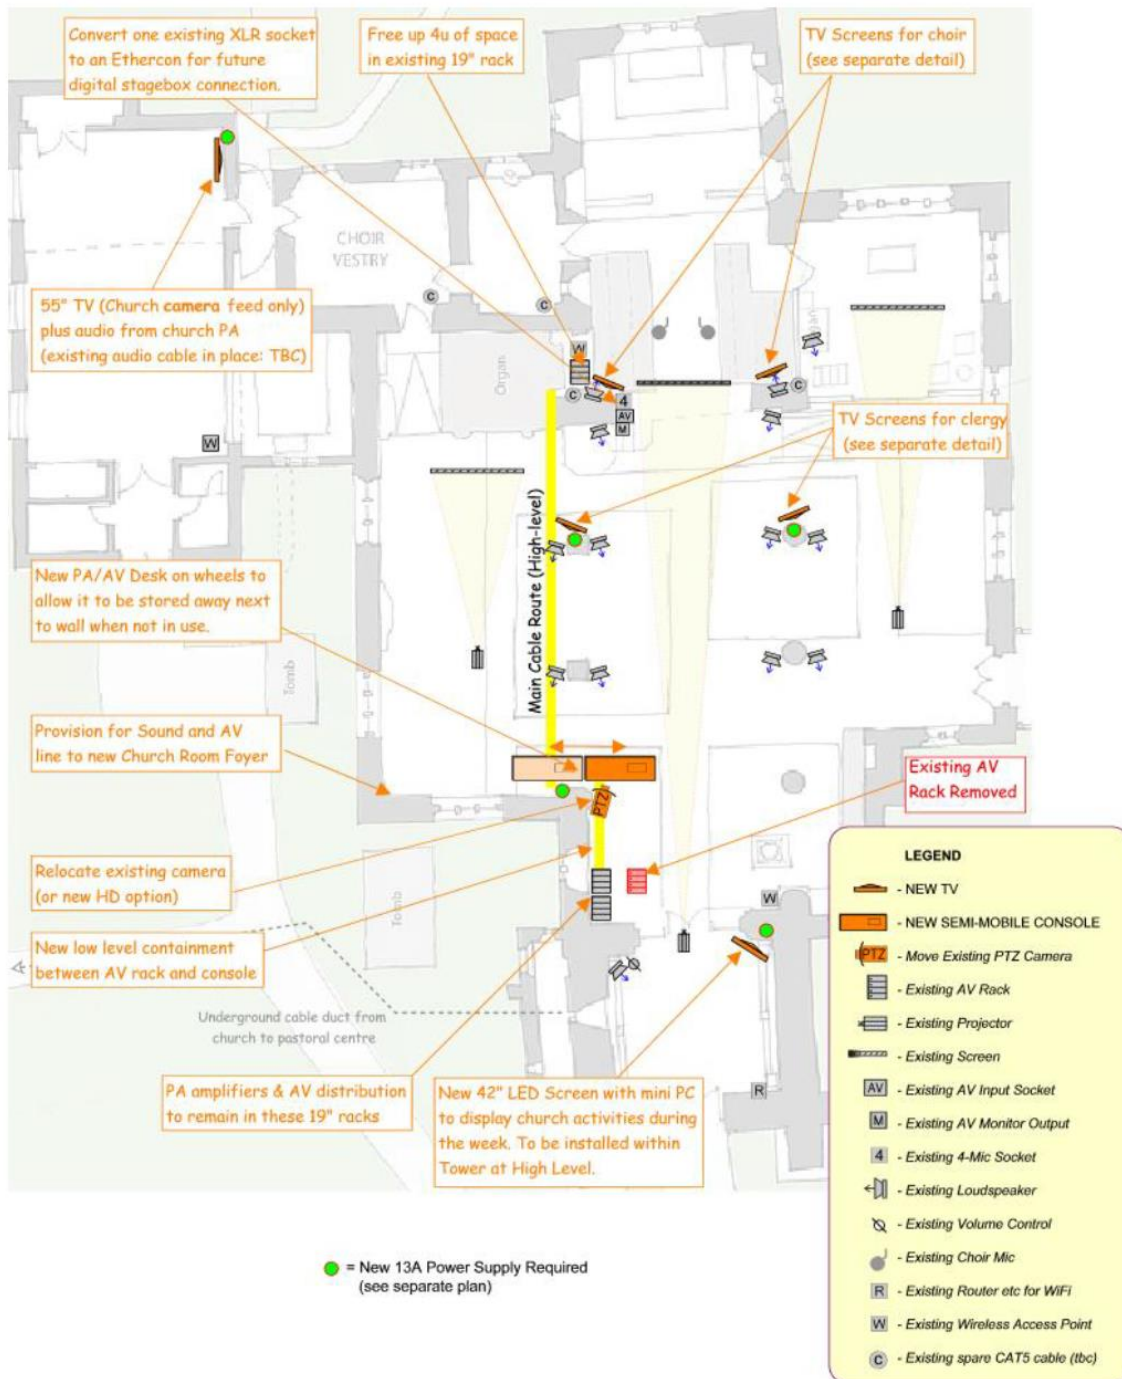 Convert one existing XLR socket
to an Ethercon for future
digital stagebox connection.
Free up 4u of space
in existing 19" rack
TV Screens for choir
(see separate detail)
CHOIR
VESTRY
C
C
55" TV (Church camera feed only)
plus audio from church PA
(existing audio cable in place: TBC)
Organ
W
C
4
AV
M
C
TV Screens for clergy
(see separate detail)
W
Main Cable Route (High-level)
New PA/AV Desk on wheels to
allow it to be stored away next
to wall when not in use.
Tomb
Provision for Sound and AV
line to new Church Room Foyer
Existing AV
Rack Removed
PTZ
Relocate existing camera
(or new HD option)
Tomb
W
New low level containment
between AV rack and console
Underground cable duct from
church to pastoral centre
PA amplifiers & AV distribution
to remain in these 19" racks
New 42" LED Screen with mini PC
to display church activities during
the week. To be installed within
Tower at High Level.
R
= New 13A Power Supply Required
(see separate plan)
LEGEND
- NEW TV
- NEW SEMI-MOBILE CONSOLE
PTZ - Move Existing PTZ Camera
- Existing AV Rack
- Existing Projector
- Existing Screen
AV - Existing AV Input Socket
M - Existing AV Monitor Output
4 - Existing 4-Mic Socket
- Existing Loudspeaker
- Existing Volume Control
- Existing Choir Mic
R - Existing Router etc for WiFi
W - Existing Wireless Access Point
C - Existing spare CAT5 cable (tbc)